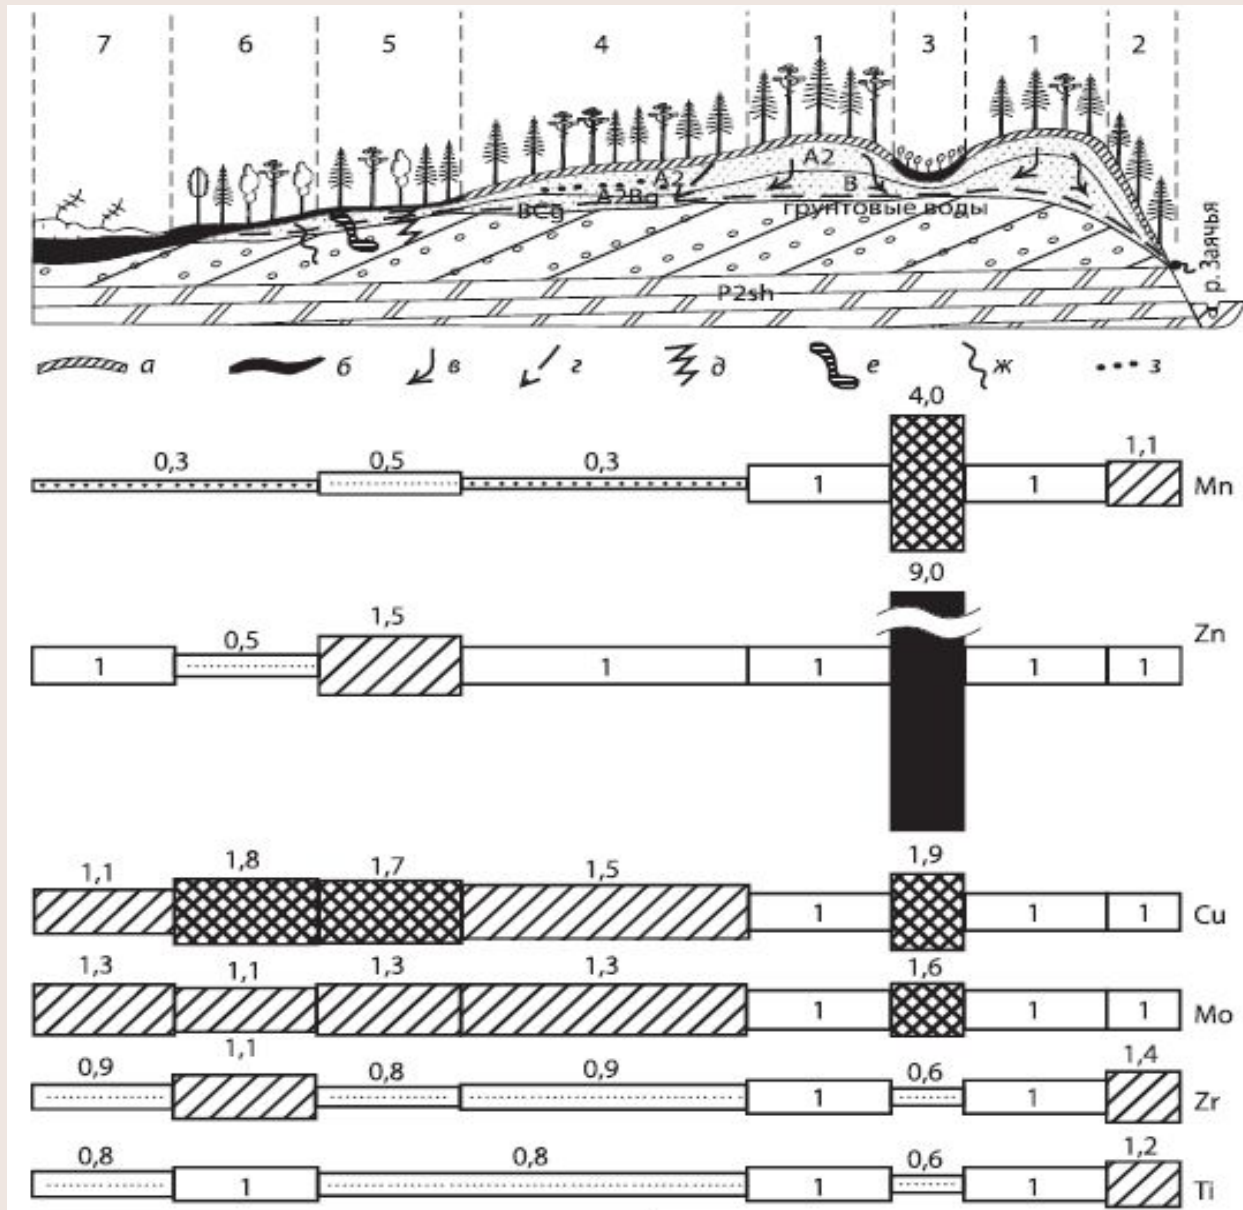 7 6 5 4 1 3 1 2
A2
A2 B
BCg A2Bg грунтовые воды
P2sh
р. Заячья
а б в г д е ж з
4,0
0,3 0,5 0,3 1 1 1,1 Mn
9,0
1,5 Zn
1 0,5 1 1 1 1
1,1 1,8 1,7 1,5 1 1,9 1 1 Cu
1,3 1,1 1,3 1,3 1 1,6 1 1 Mo
0,9 1,1 0,8 0,9 1 0,6 1 1,4 Zr
0,8 1 0,8 1 0,6 1 1,2 Ti